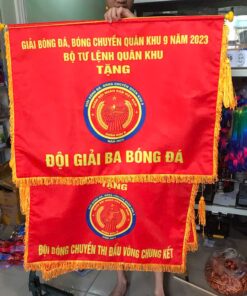 GIẢI BÓNG ĐÁ, BÓNG CHUYỀN QUÂN KHU 9 NĂM 2023
BỘ TƯ LỆNH QUÂN KHU
TẶNG
ĐỘI GIẢI BA BÓNG ĐÁ
TẶNG
ĐỘI BÓNG CHUYỀN THI ĐẤU VÒNG CHUNG KẾT